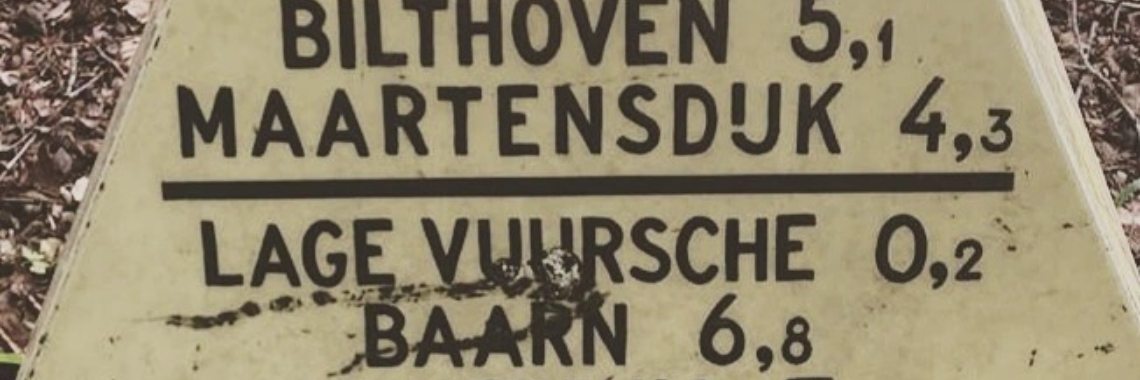 BILTHOVEN 5,1
MAARTENSDIJK 4,3
LAGE VUURSCHE 0,2
BAARN 6,8